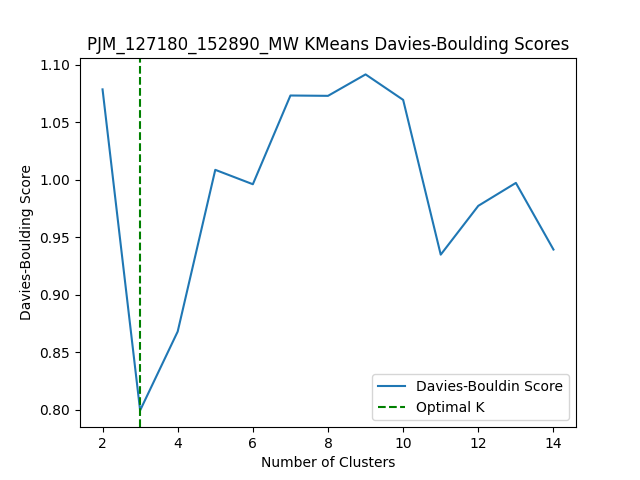 PJM_127180_152890_MW KMeans Davies-Boulding Scores
1.10
1.05
1.00
0.95
0.90
0.85
0.80
Davies-Boulding Score
Davies-Bouldin Score
Optimal K
2 4 6 8 10 12 14
Number of Clusters